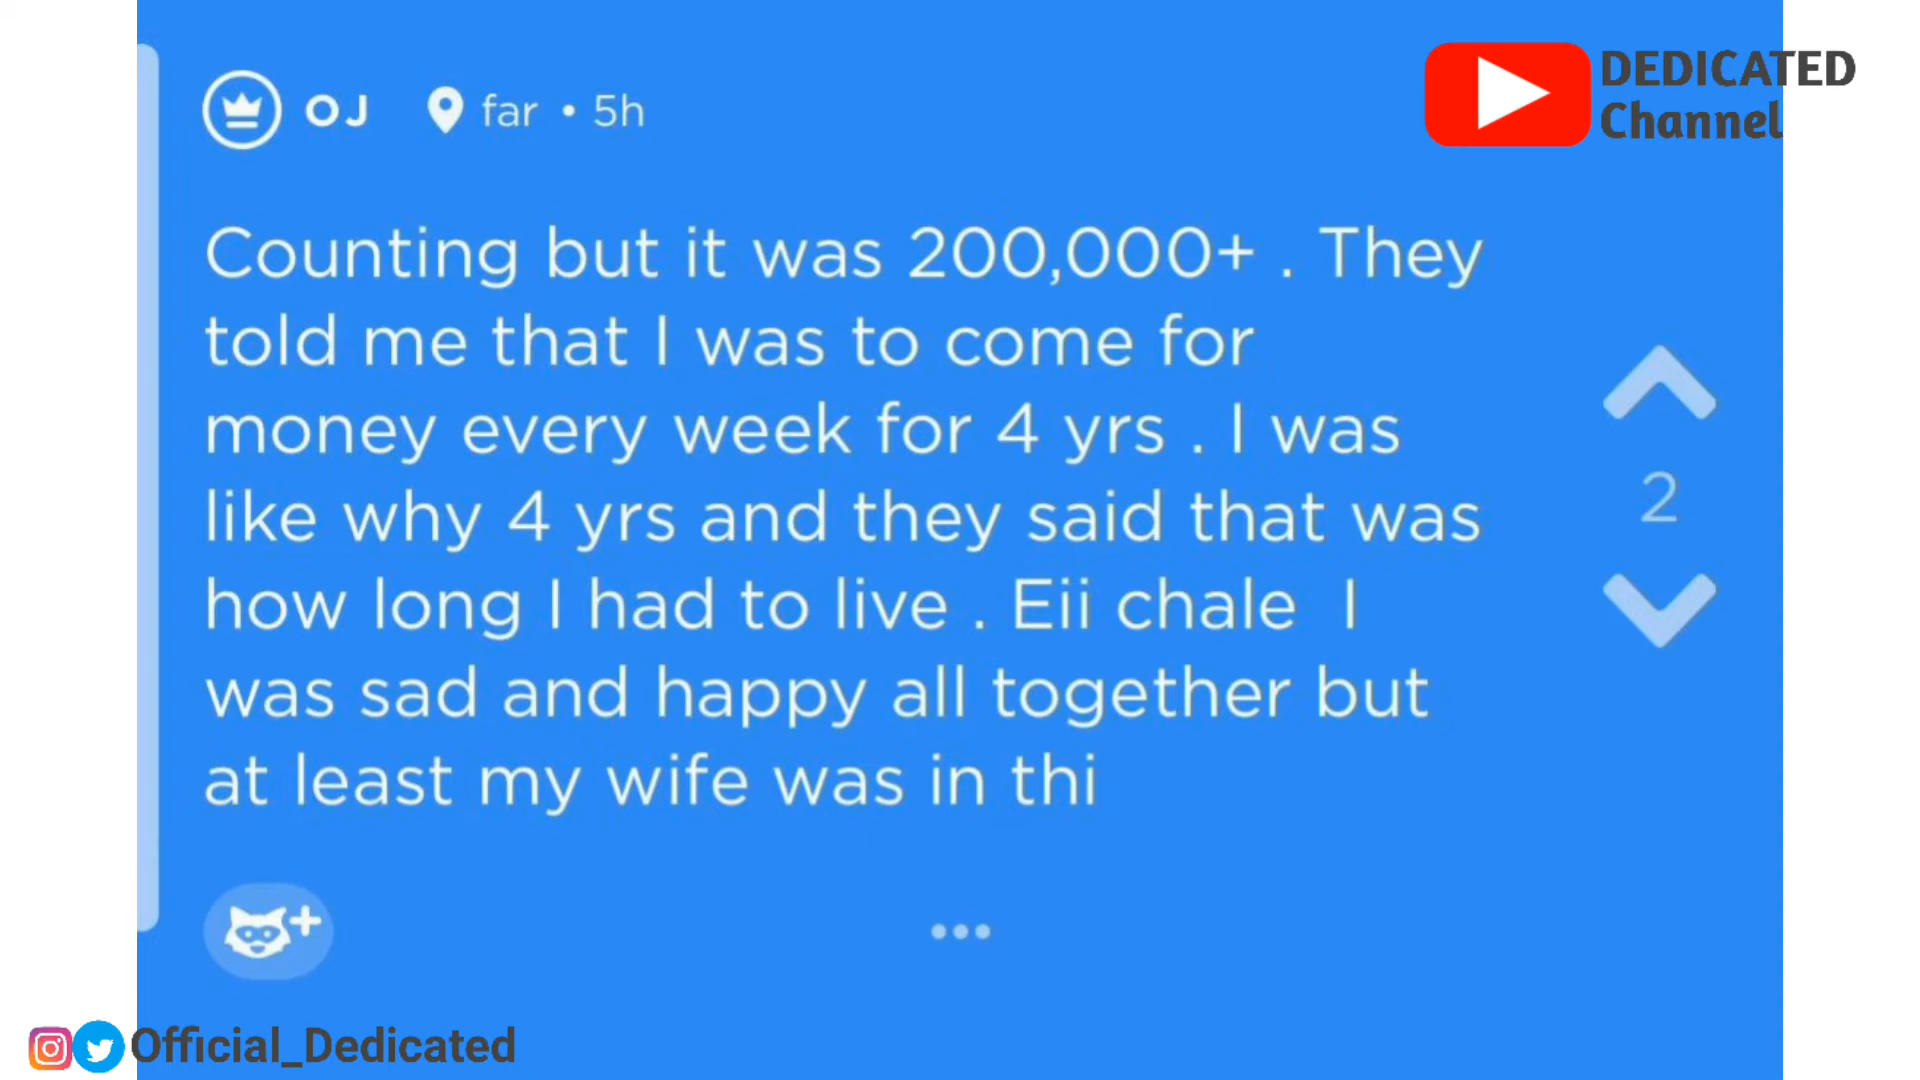 OJ far • 5h
DEDICATED
Channel
Counting but it was 200,000+ . They
told me that I was to come for
money every week for 4 yrs . I was
like why 4 yrs and they said that was
how long I had to live . Eii chale I
was sad and happy all together but
at least my wife was in thi
2
Official_Dedicated